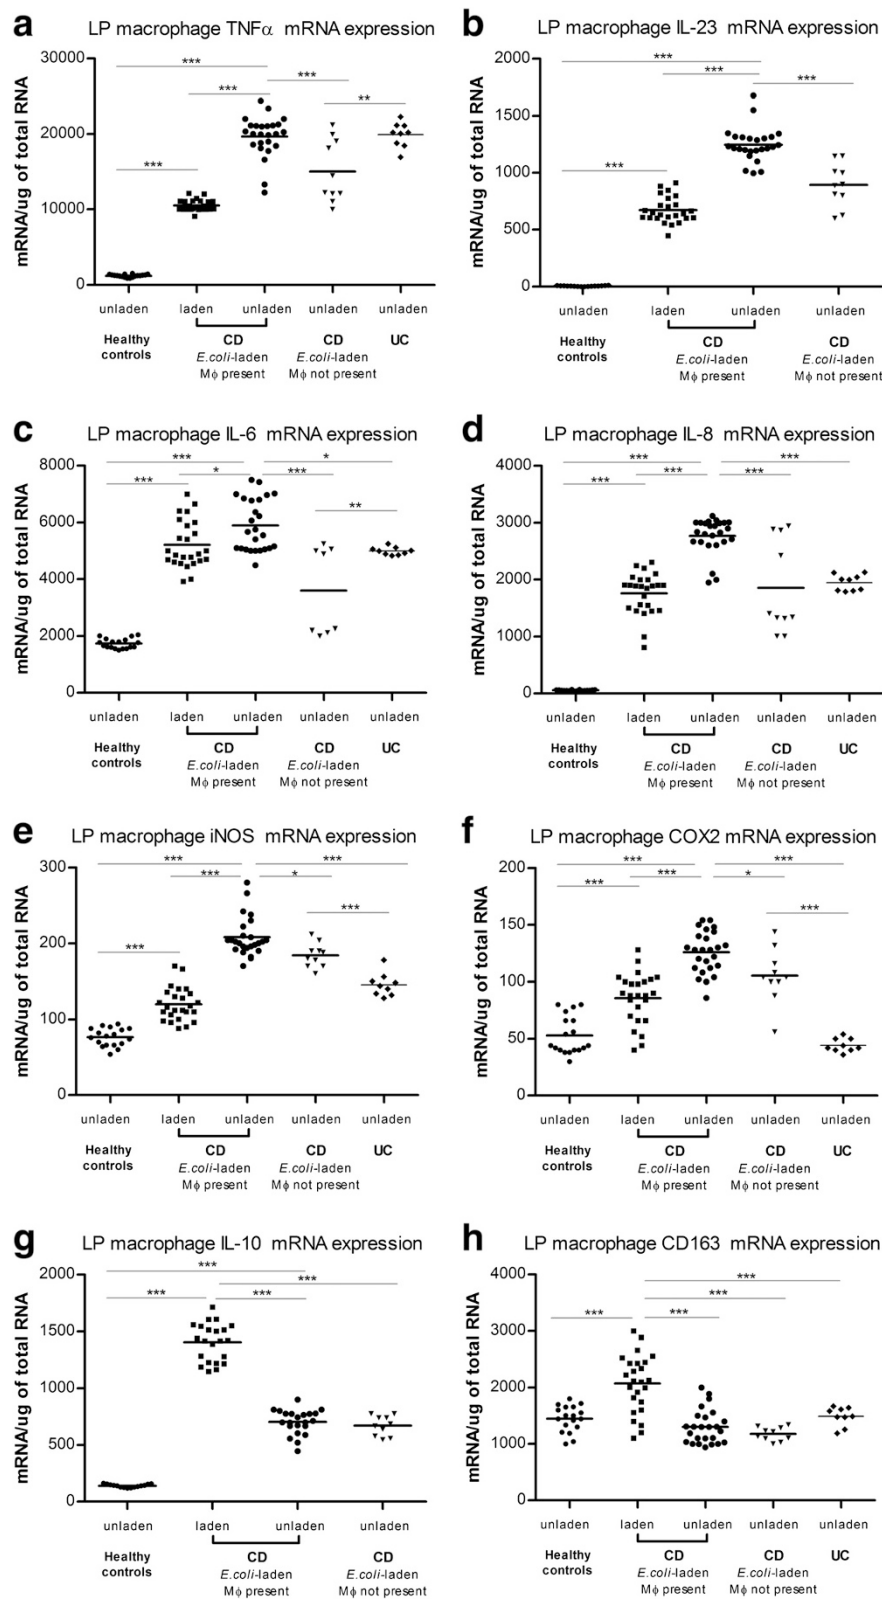 a
LP macrophage TNFα mRNA expression
mRNA/ug of total RNA
30000
20000
10000
0
***
***
***
**
***
unladen laden unladen unladen unladen
Healthy controls
CD
E.coli-laden
Mϕ present
CD
E.coli-laden
Mϕ not present
UC
b
LP macrophage IL-23 mRNA expression
mRNA/ug of total RNA
2000
1500
1000
500
0
***
***
***
***
unladen laden unladen unladen
Healthy controls
CD
E.coli-laden
Mϕ present
CD
E.coli-laden
Mϕ not present
c
LP macrophage IL-6 mRNA expression
mRNA/ug of total RNA
8000
6000
4000
2000
0
***
*
***
*
***
**
unladen laden unladen unladen unladen
Healthy controls
CD
E.coli-laden
Mϕ present
CD
E.coli-laden
Mϕ not present
UC
d
LP macrophage IL-8 mRNA expression
mRNA/ug of total RNA
4000
3000
2000
1000
0
***
***
***
***
***
unladen laden unladen unladen unladen
Healthy controls
CD
E.coli-laden
Mϕ present
CD
E.coli-laden
Mϕ not present
UC
e
LP macrophage iNOS mRNA expression
mRNA/ug of total RNA
300
200
100
0
***
***
***
*
***
***
unladen laden unladen unladen unladen
Healthy controls
CD
E.coli-laden
Mϕ present
CD
E.coli-laden
Mϕ not present
UC
f
LP macrophage COX2 mRNA expression
mRNA/ug of total RNA
200
150
100
50
0
***
***
***
***
*
***
unladen laden unladen unladen unladen
Healthy controls
CD
E.coli-laden
Mϕ present
CD
E.coli-laden
Mϕ not present
UC
g
LP macrophage IL-10 mRNA expression
mRNA/ug of total RNA
2000
1500
1000
500
0
***
***
***
***
unladen laden unladen unladen
Healthy controls
CD
E.coli-laden
Mϕ present
CD
E.coli-laden
Mϕ not present
h
LP macrophage CD163 mRNA expression
mRNA/ug of total RNA
4000
3000
2000
1000
0
***
***
***
***
unladen laden unladen unladen unladen
Healthy controls
CD
E.coli-laden
Mϕ present
CD
E.coli-laden
Mϕ not present
UC